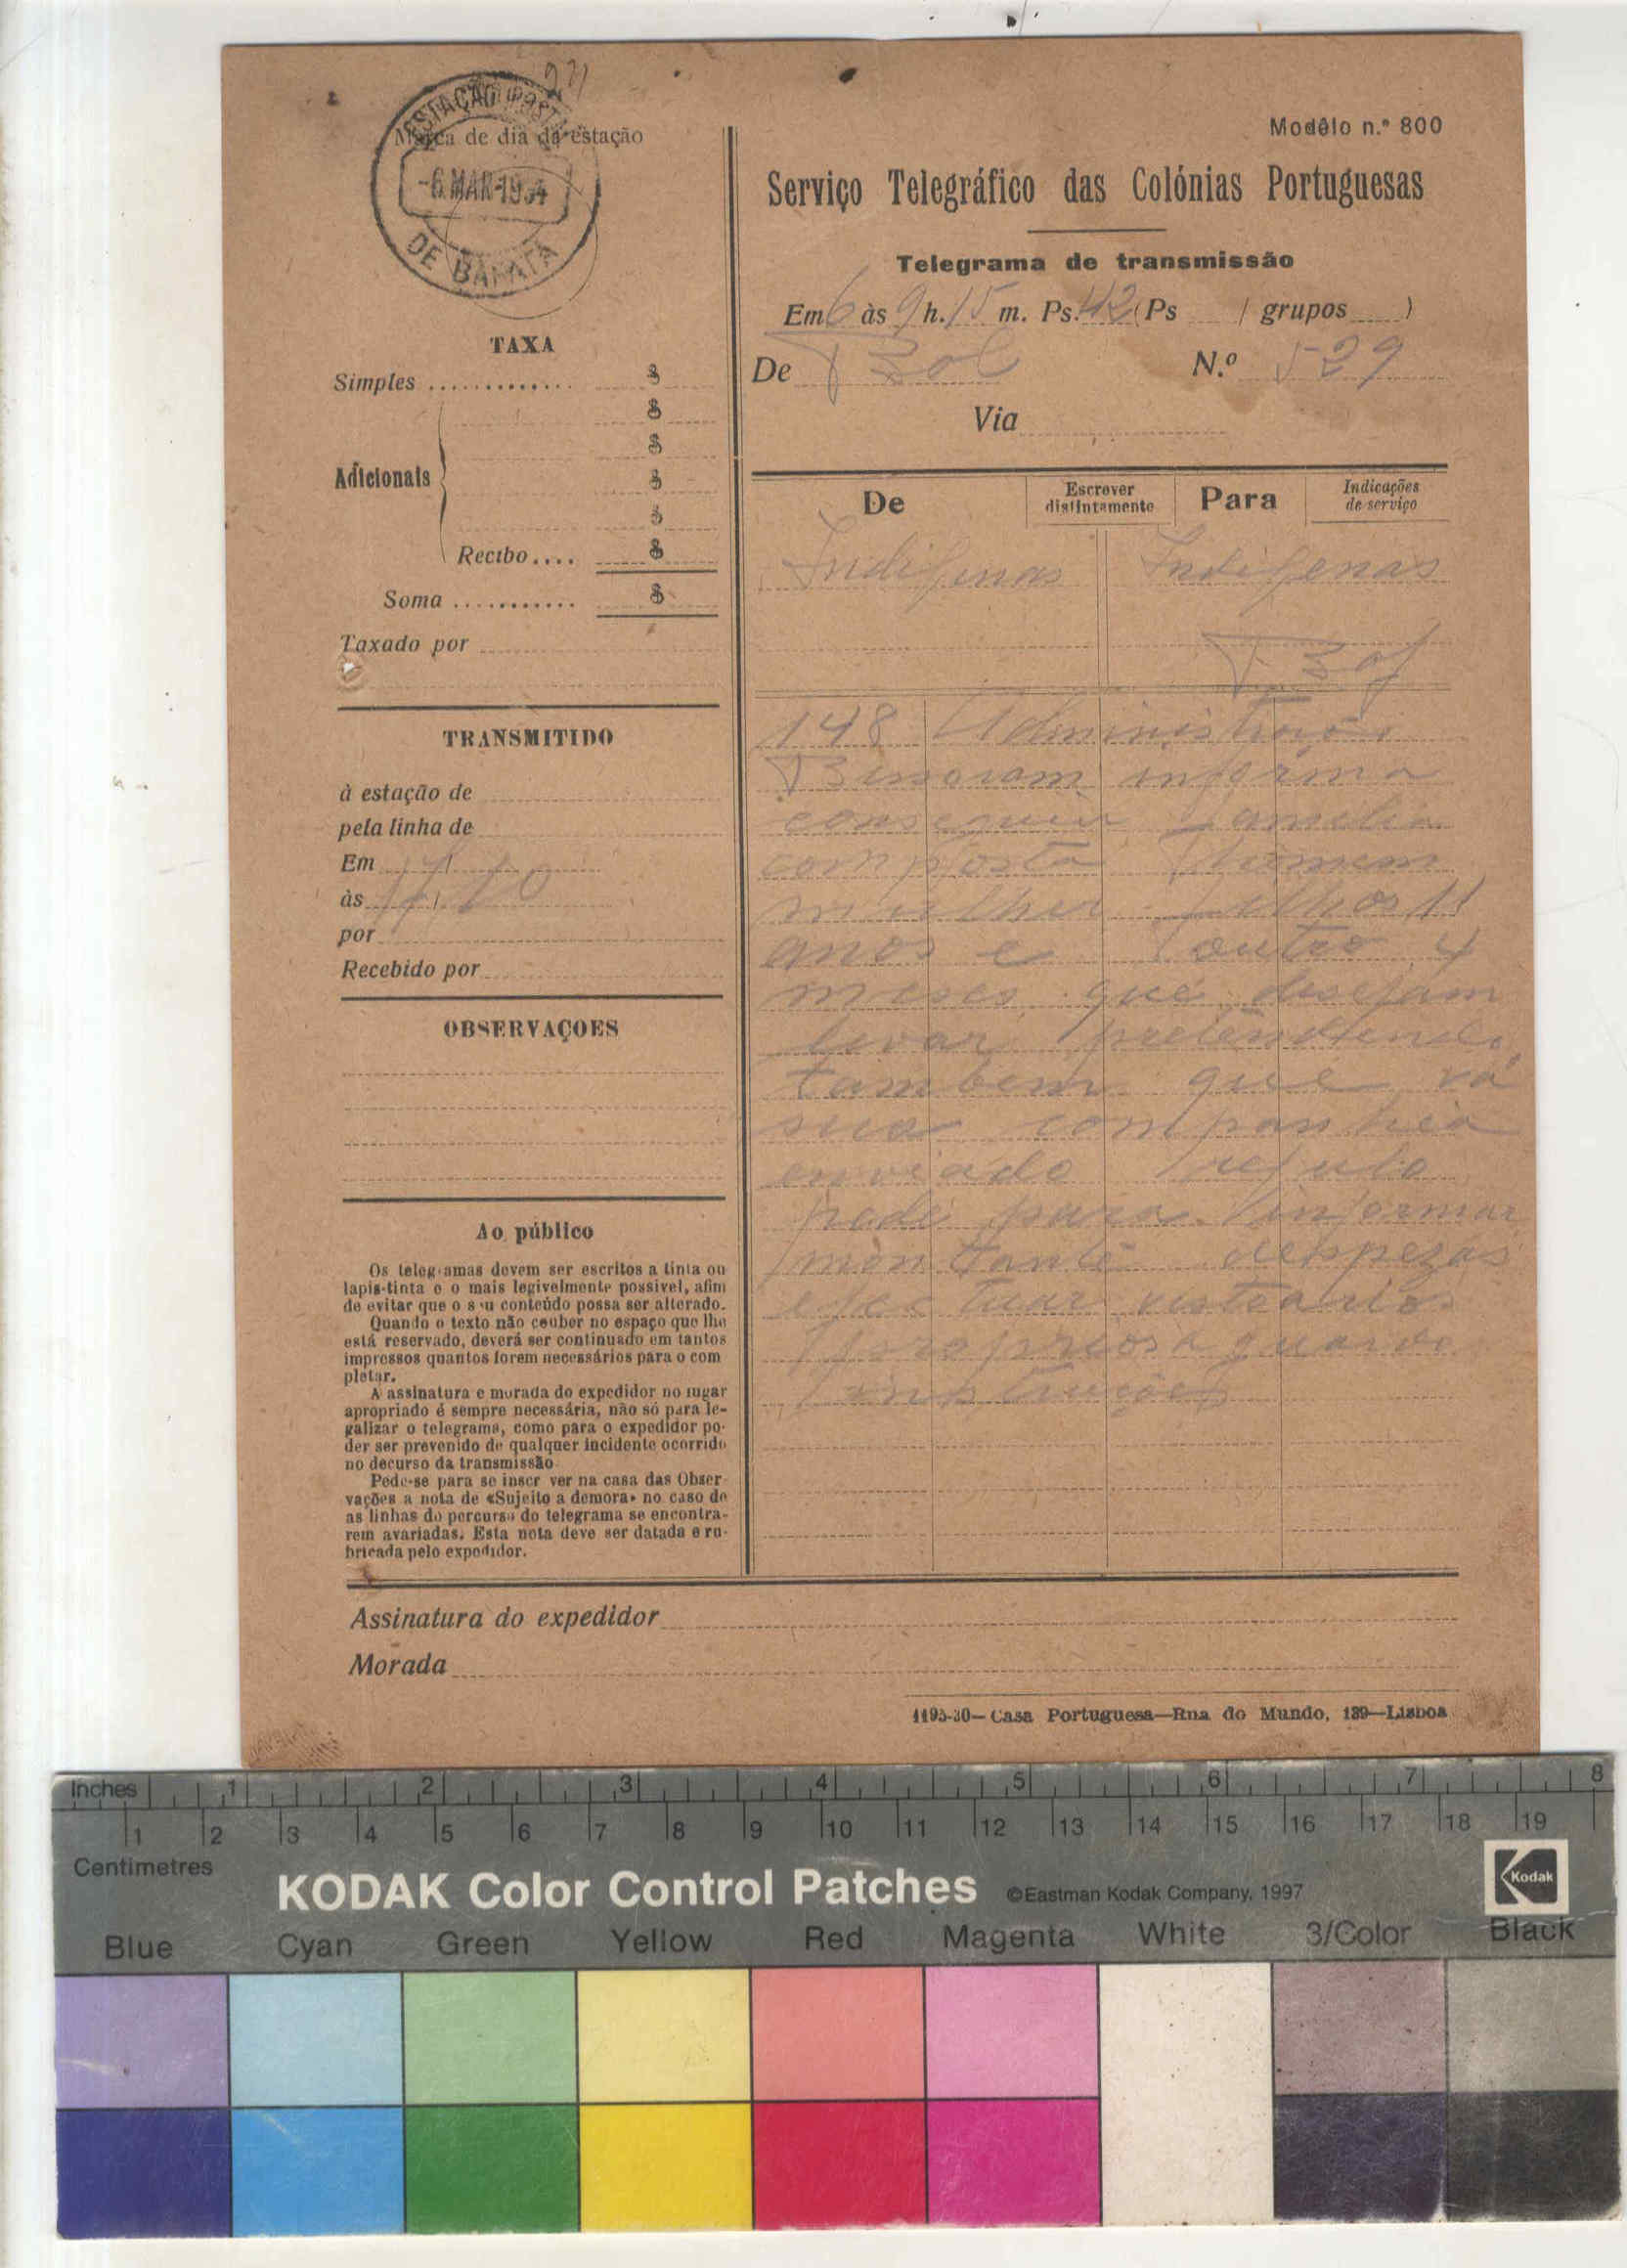 271
Marca de dia da estação
ESTAÇÃO POSTAL
-6.MAR.1934
DE BAFATÁ
TAXA
Simples ............. $
$
$
Adicionais $
$
Recibo .... $
Soma ........... $
Taxado por
TRANSMITIDO
à estação de
pela linha de
Em
às
por
Recebido por
OBSERVAÇOES
Ao público
Os telegramas devem ser escritos a tinta ou
lapis-tinta e o mais legivelmente possivel, afim
de evitar que o seu conteúdo possa ser alterado.
Quando o texto não couber no espaço que lhe
está reservado, deverá ser continuado em tantos
impressos quantos forem necessários para o com
pletar.
A assinatura e morada do expedidor no lugar
apropriado é sempre necessária, não só para le-
galizar o telegrama, como para o expedidor po-
der ser prevenido de qualquer incidente ocorrido
no decurso da transmissão
Pede-se para se inscrever na casa das Obser-
vações a nota de «Sujeito a demora» no caso de
as linhas do percurso do telegrama se encontra-
rem avariadas. Esta nota deve ser datada e ru-
bricada pelo expedidor.
Modêlo n.º 800
Serviço Telegráfico das Colónias Portuguesas
Telegrama de transmissão
Em 6 às 9 h. 15 m. Ps. 42 (Ps / grupos )
De Bol N.º 529
Via
De Escrever distintamente Para Indicações de serviço
Indigenas Indigenas
148 Administração
Bissoram informa
conseguiu familia
composta homem
mulher filhos 11
anos e outro 4
meses que desejam
levar pretendendo
tambem que vá
sua companhia
enviado regulo
pede para informar
montante despezas
efectuar vestuarios
proprios aguardo
instruções
Assinatura do expedidor
Morada
1195-30—Casa Portuguesa—Rua do Mundo, 139—Lisboa
Inches 1 2 3 4 5 6 7 8
1 2 3 4 5 6 7 8 9 10 11 12 13 14 15 16 17 18 19
Centimetres
KODAK Color Control Patches ©Eastman Kodak Company, 1997 Kodak
Blue Cyan Green Yellow Red Magenta White 3/Color Black